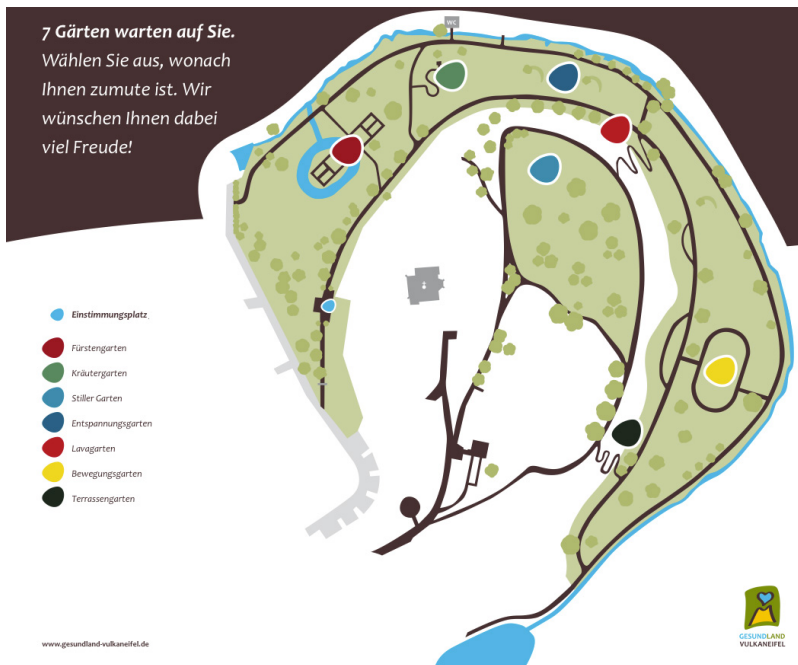 7 Gärten warten auf Sie.
Wählen Sie aus, wonach
Ihnen zumute ist. Wir
wünschen Ihnen dabei
viel Freude!
WC
Einstimmungsplatz
Fürstengarten
Kräutergarten
Stiller Garten
Entspannungsgarten
Lavagarten
Bewegungsgarten
Terrassengarten
www.gesundland-vulkaneifel.de
GESUNDLAND
VULKANEIFEL